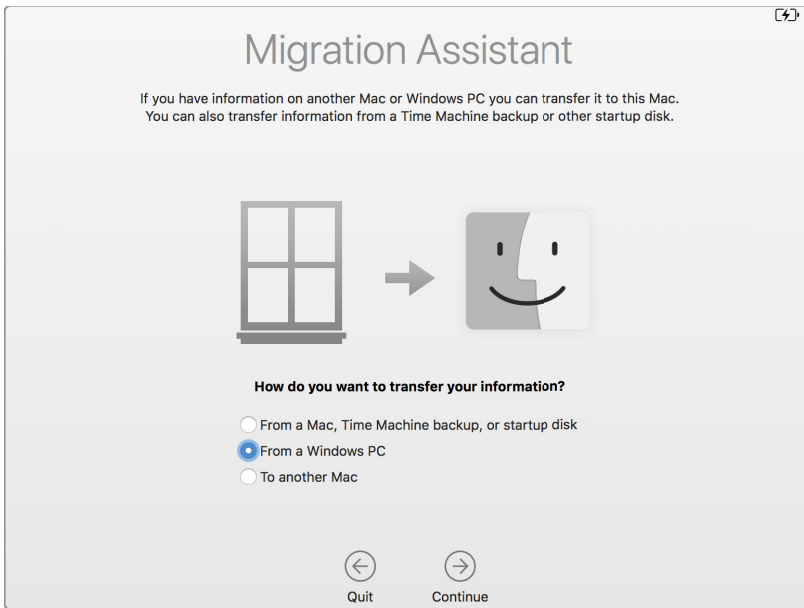 Migration Assistant
If you have information on another Mac or Windows PC you can transfer it to this Mac.
You can also transfer information from a Time Machine backup or other startup disk.
How do you want to transfer your information?
From a Mac, Time Machine backup, or startup disk
From a Windows PC
To another Mac
Quit
Continue